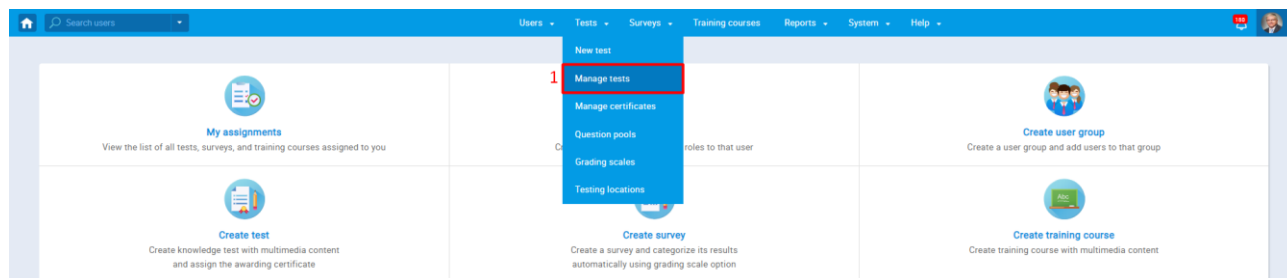 Search users
Users
Tests
Surveys
Training courses
Reports
System
Help
New test
1
Manage tests
Manage certificates
Question pools
Grading scales
Testing locations
My assignments
View the list of all tests, surveys, and training courses assigned to you
roles to that user
Create user group
Create a user group and add users to that group
Create test
Create knowledge test with multimedia content
and assign the awarding certificate
Create survey
Create a survey and categorize its results
automatically using grading scale option
Abc
Create training course
Create training course with multimedia content